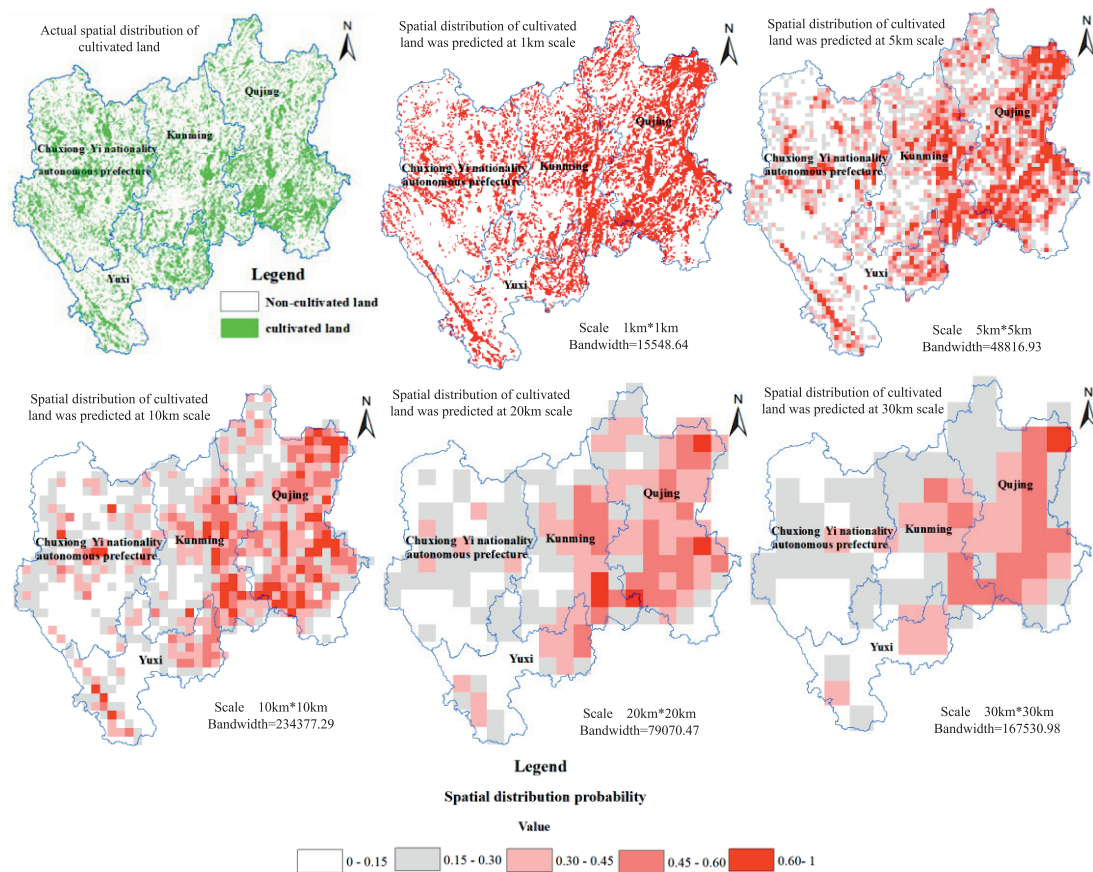 Actual spatial distribution of
cultivated land
N
Qujing
Kunming
Chuxiong Yi nationality
autonomous prefecture
Yuxi
Legend
Non-cultivated land
cultivated land
Spatial distribution of cultivated
land was predicted at 1km scale
N
Qujing
Kunming
Chuxiong Yi nationality
autonomous prefecture
Yuxi
Scale 1km*1km
Bandwidth=15548.64
Spatial distribution of cultivated
land was predicted at 5km scale
N
Qujing
Kunming
Chuxiong Yi nationality
autonomous prefecture
Yuxi
Scale 5km*5km
Bandwidth=48816.93
Spatial distribution of cultivated
land was predicted at 10km scale
N
Qujing
Kunming
Chuxiong Yi nationality
autonomous prefecture
Yuxi
Scale 10km*10km
Bandwidth=234377.29
Spatial distribution of cultivated
land was predicted at 20km scale
N
Qujing
Kunming
Chuxiong Yi nationality
autonomous prefecture
Yuxi
Scale 20km*20km
Bandwidth=79070.47
Spatial distribution of cultivated
land was predicted at 30km scale
N
Qujing
Kunming
Chuxiong Yi nationality
autonomous prefecture
Yuxi
Scale 30km*30km
Bandwidth=167530.98
Legend
Spatial distribution probability
Value
0 - 0.15 0.15 - 0.30 0.30 - 0.45 0.45 - 0.60 0.60- 1